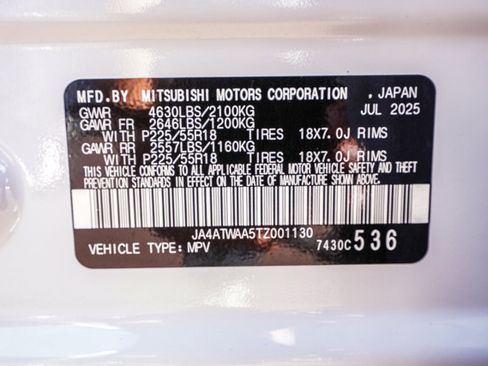 MFD.BY MITSUBISHI MOTORS CORPORATION , JAPAN
GVWR 4630LBS/2100KG JUL 2025
GAWR FR 2646LBS/1200KG
WITH P225/55R18 TIRES 18X7.0J RIMS
GAWR RR 2557LBS/1160KG
WITH P225/55R18 TIRES 18X7.0J RIMS
THIS VEHICLE CONFORMS TO ALL APPLICABLE FEDERAL MOTOR VEHICLE SAFETY AND THEFT
PREVENTION STANDARDS IN EFFECT ON THE DATE OF MANUFACTURE SHOWN ABOVE.
JA4ATWAA5TZ001130
VEHICLE TYPE: MPV 7430C 536